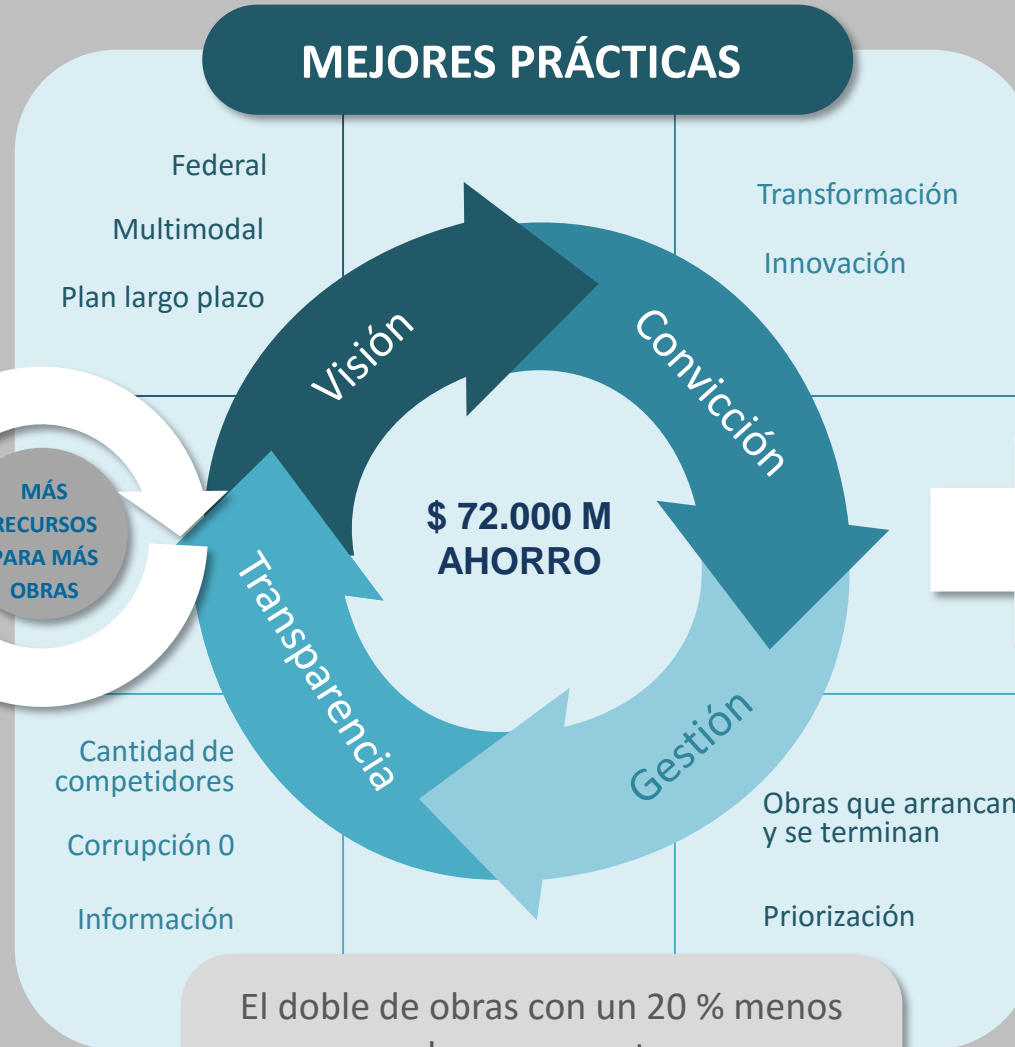 MEJORES PRÁCTICAS
Federal
Multimodal
Plan largo plazo
Transformación
Innovación
Visión
Convicción
MÁS
RECURSOS
PARA MÁS
OBRAS
$ 72.000 M
AHORRO
Transparencia
Gestión
Cantidad de
competidores
Corrupción 0
Información
Obras que arrancan
y se terminan
Priorización
El doble de obras con un 20 % menos